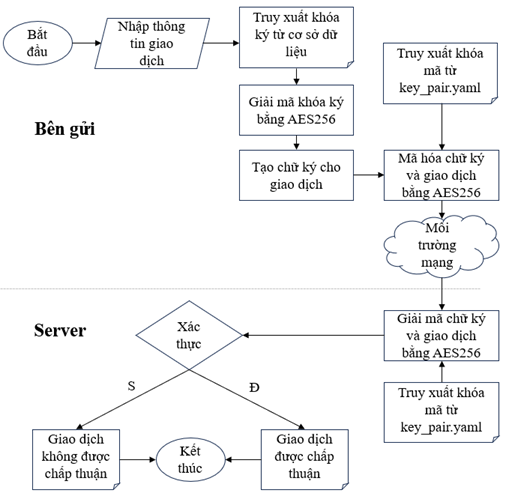 Bắt
đầu
Nhập thông
tin giao
dịch
Truy xuất khóa
ký từ cơ sở dữ
liệu
Truy xuất khóa
mã từ
key_pair.yaml
Giải mã khóa ký
bằng AES256
Bên gửi
Tạo chữ ký cho
giao dịch
Mã hóa chữ ký
và giao dịch
bằng AES256
Môi
trường
mạng
Server
Xác
thực
Giải mã chữ ký
và giao dịch
bằng AES256
S
Đ
Truy xuất khóa
mã từ
key_pair.yaml
Giao dịch
không được
chấp thuận
Kết
thúc
Giao dịch
được chấp
thuận